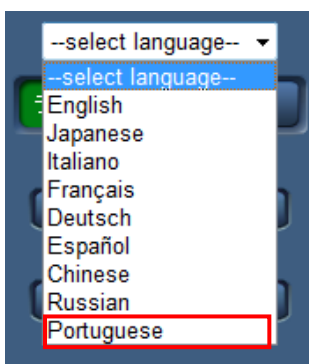 --select language--
--select language--
English
Japanese
Italiano
Français
Deutsch
Español
Chinese
Russian
Portuguese